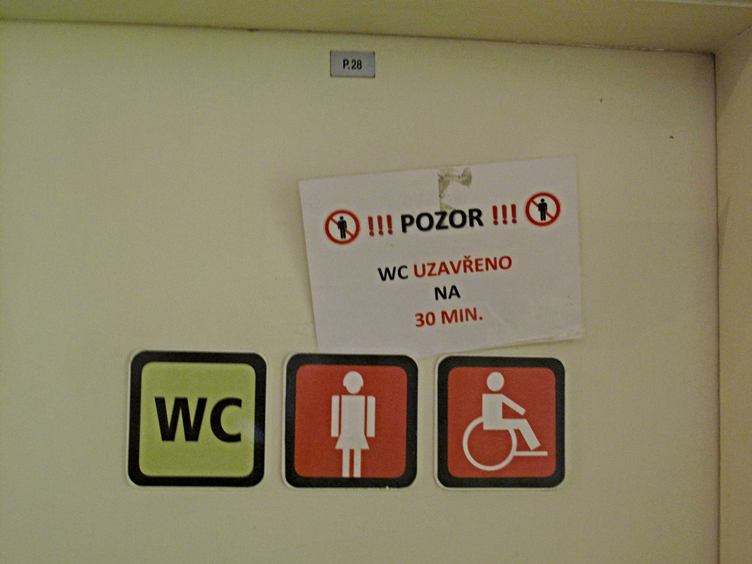 P.28
!!! POZOR !!!
WC UZAVŘENO
NA
30 MIN.
WC